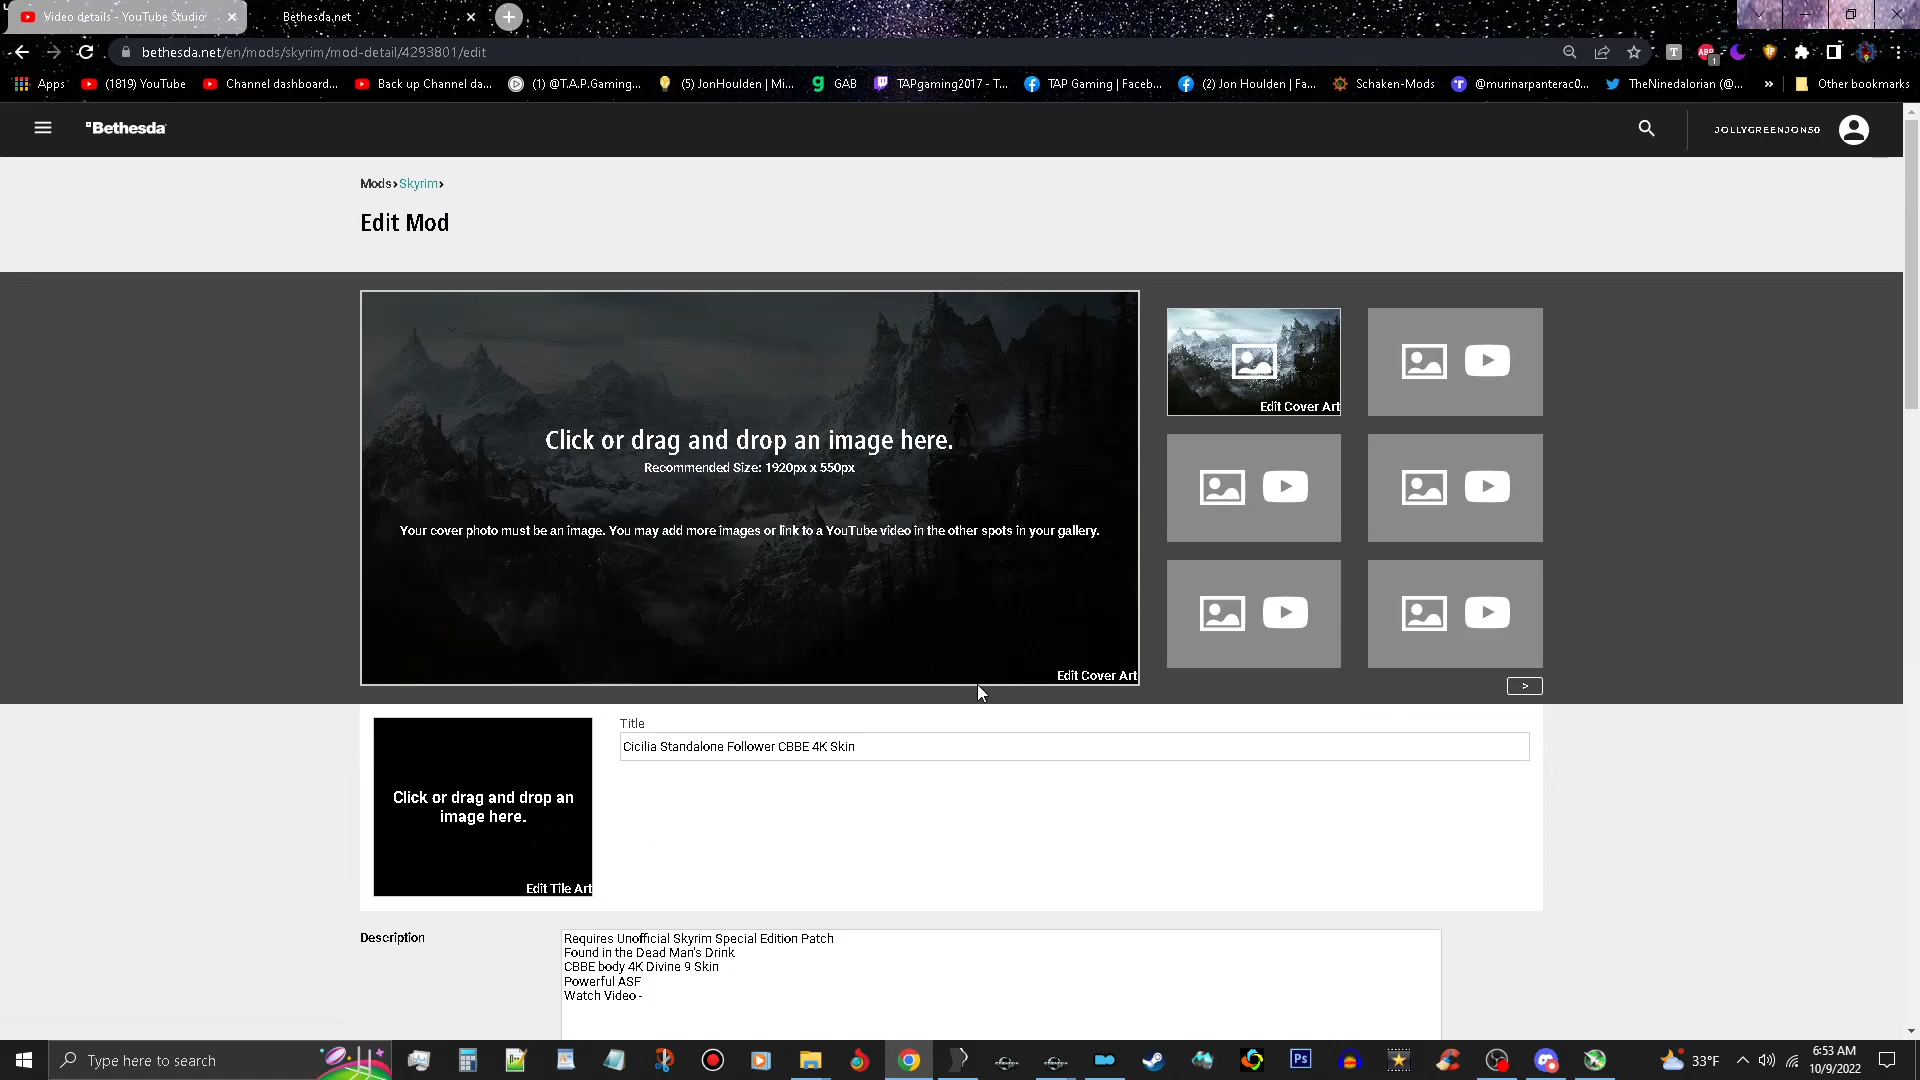 Video details - YouTube Studio
Bethesda.net
bethesda.net/en/mods/skyrim/mod-detail/4293801/edit
Apps
(1819) YouTube
Channel dashboard...
Back up Channel da...
(1) @T.A.P.Gaming...
(5) JonHoulden | Mi...
GAB
TAPgaming2017 - T...
TAP Gaming | Faceb...
(2) Jon Houlden | Fa...
Schaken-Mods
@murinarpanterac0...
TheNinedalorian (@...
»
Other bookmarks
Bethesda
JOLLYGREENJON50
Mods›Skyrim›
Edit Mod
Click or drag and drop an image here.
Recommended Size: 1920px x 550px
Your cover photo must be an image. You may add more images or link to a YouTube video in the other spots in your gallery.
Edit Cover Art
Edit Cover Art
>
Click or drag and drop an
image here.
Edit Tile Art
Title
Cicilia Standalone Follower CBBE 4K Skin
Description
Requires Unofficial Skyrim Special Edition Patch
Found in the Dead Man's Drink
CBBE body 4K Divine 9 Skin
Powerful ASF
Watch Video -
Type here to search
Ps
33°F
6:53 AM
10/9/2022